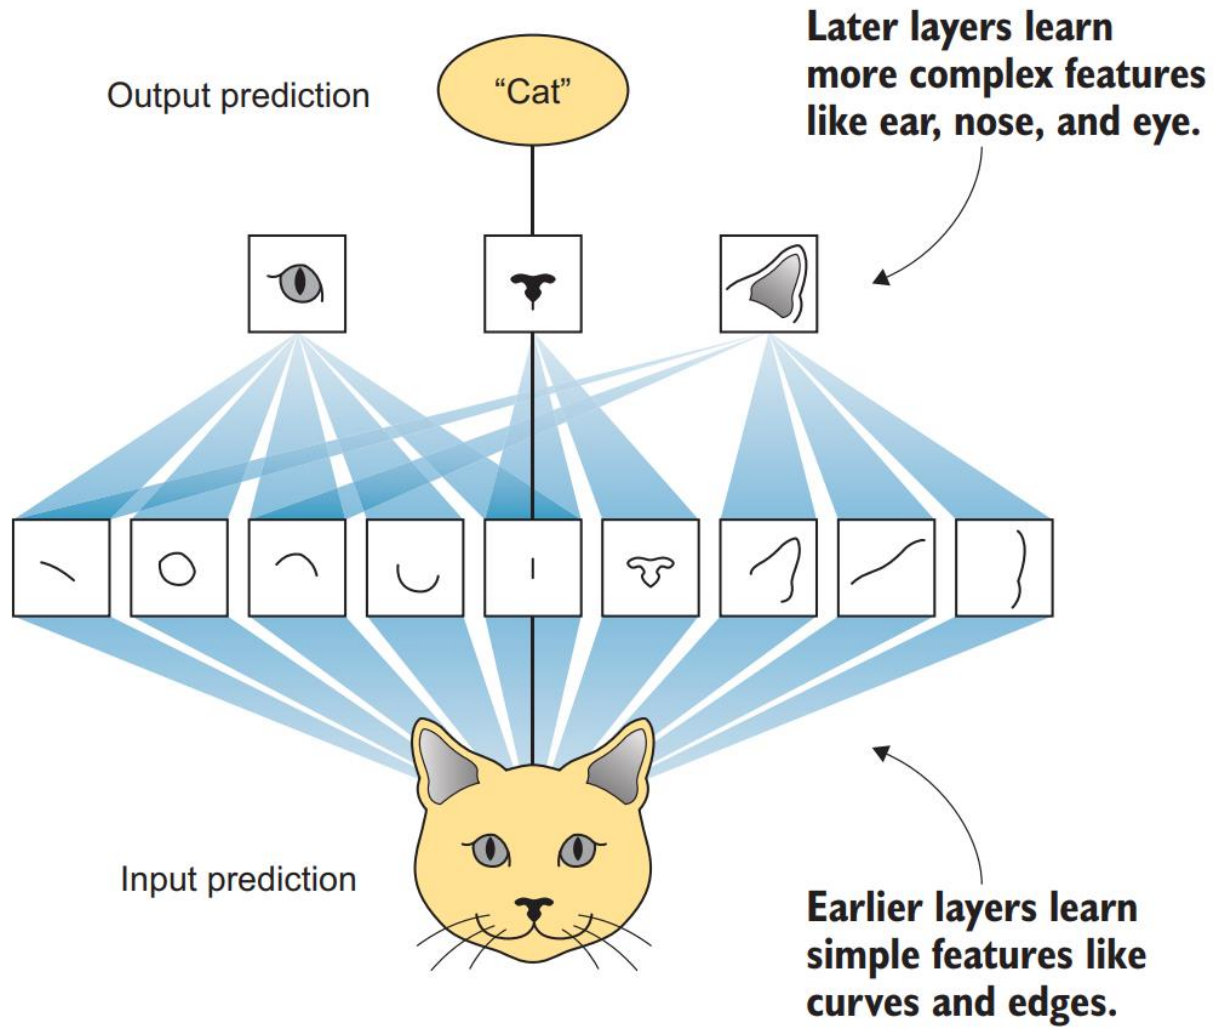 Output prediction
“Cat”
Later layers learn
more complex features
like ear, nose, and eye.
Input prediction
Earlier layers learn
simple features like
curves and edges.